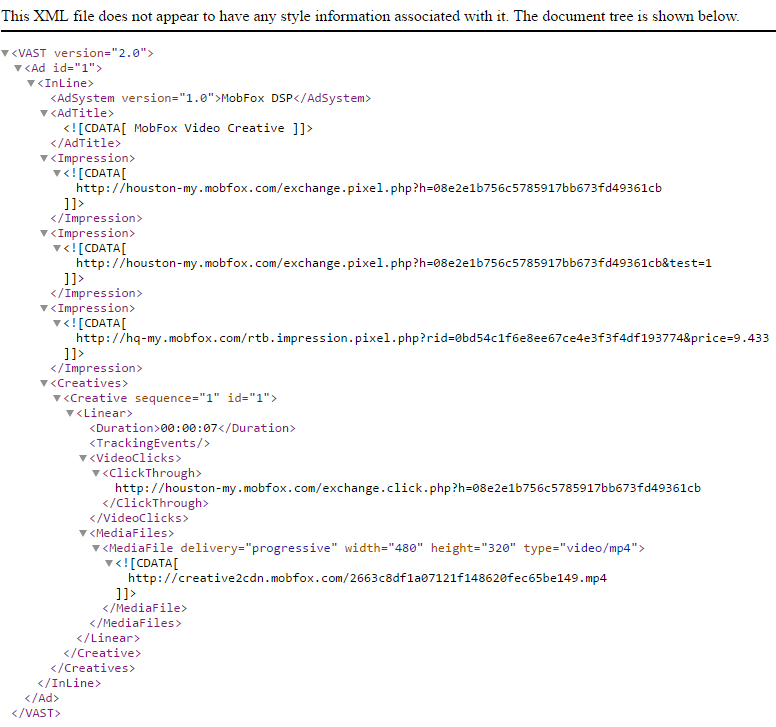 This XML file does not appear to have any style information associated with it. The document tree is shown below.
▼<VAST version="2.0">
▼<Ad id="1">
▼<InLine>
<AdSystem version="1.0">MobFox DSP</AdSystem>
▼<AdTitle>
<![CDATA[ MobFox Video Creative ]]>
</AdTitle>
▼<Impression>
▼<![CDATA[
http://houston-my.mobfox.com/exchange.pixel.php?h=08e2e1b756c5785917bb673fd49361cb
]]>
</Impression>
▼<Impression>
▼<![CDATA[
http://houston-my.mobfox.com/exchange.pixel.php?h=08e2e1b756c5785917bb673fd49361cb&test=1
]]>
</Impression>
▼<Impression>
▼<![CDATA[
http://hq-my.mobfox.com/rtb.impression.pixel.php?rid=0bd54c1f6e8ee67ce4e3f3f4df193774&price=9.433
]]>
</Impression>
▼<Creatives>
▼<Creative sequence="1" id="1">
▼<Linear>
<Duration>00:00:07</Duration>
<TrackingEvents/>
▼<VideoClicks>
▼<ClickThrough>
http://houston-my.mobfox.com/exchange.click.php?h=08e2e1b756c5785917bb673fd49361cb
</ClickThrough>
</VideoClicks>
▼<MediaFiles>
▼<MediaFile delivery="progressive" width="480" height="320" type="video/mp4">
▼<![CDATA[
http://creative2cdn.mobfox.com/2663c8df1a07121f148620fec65be149.mp4
]]>
</MediaFile>
</MediaFiles>
</Linear>
</Creative>
</Creatives>
</InLine>
</Ad>
</VAST>